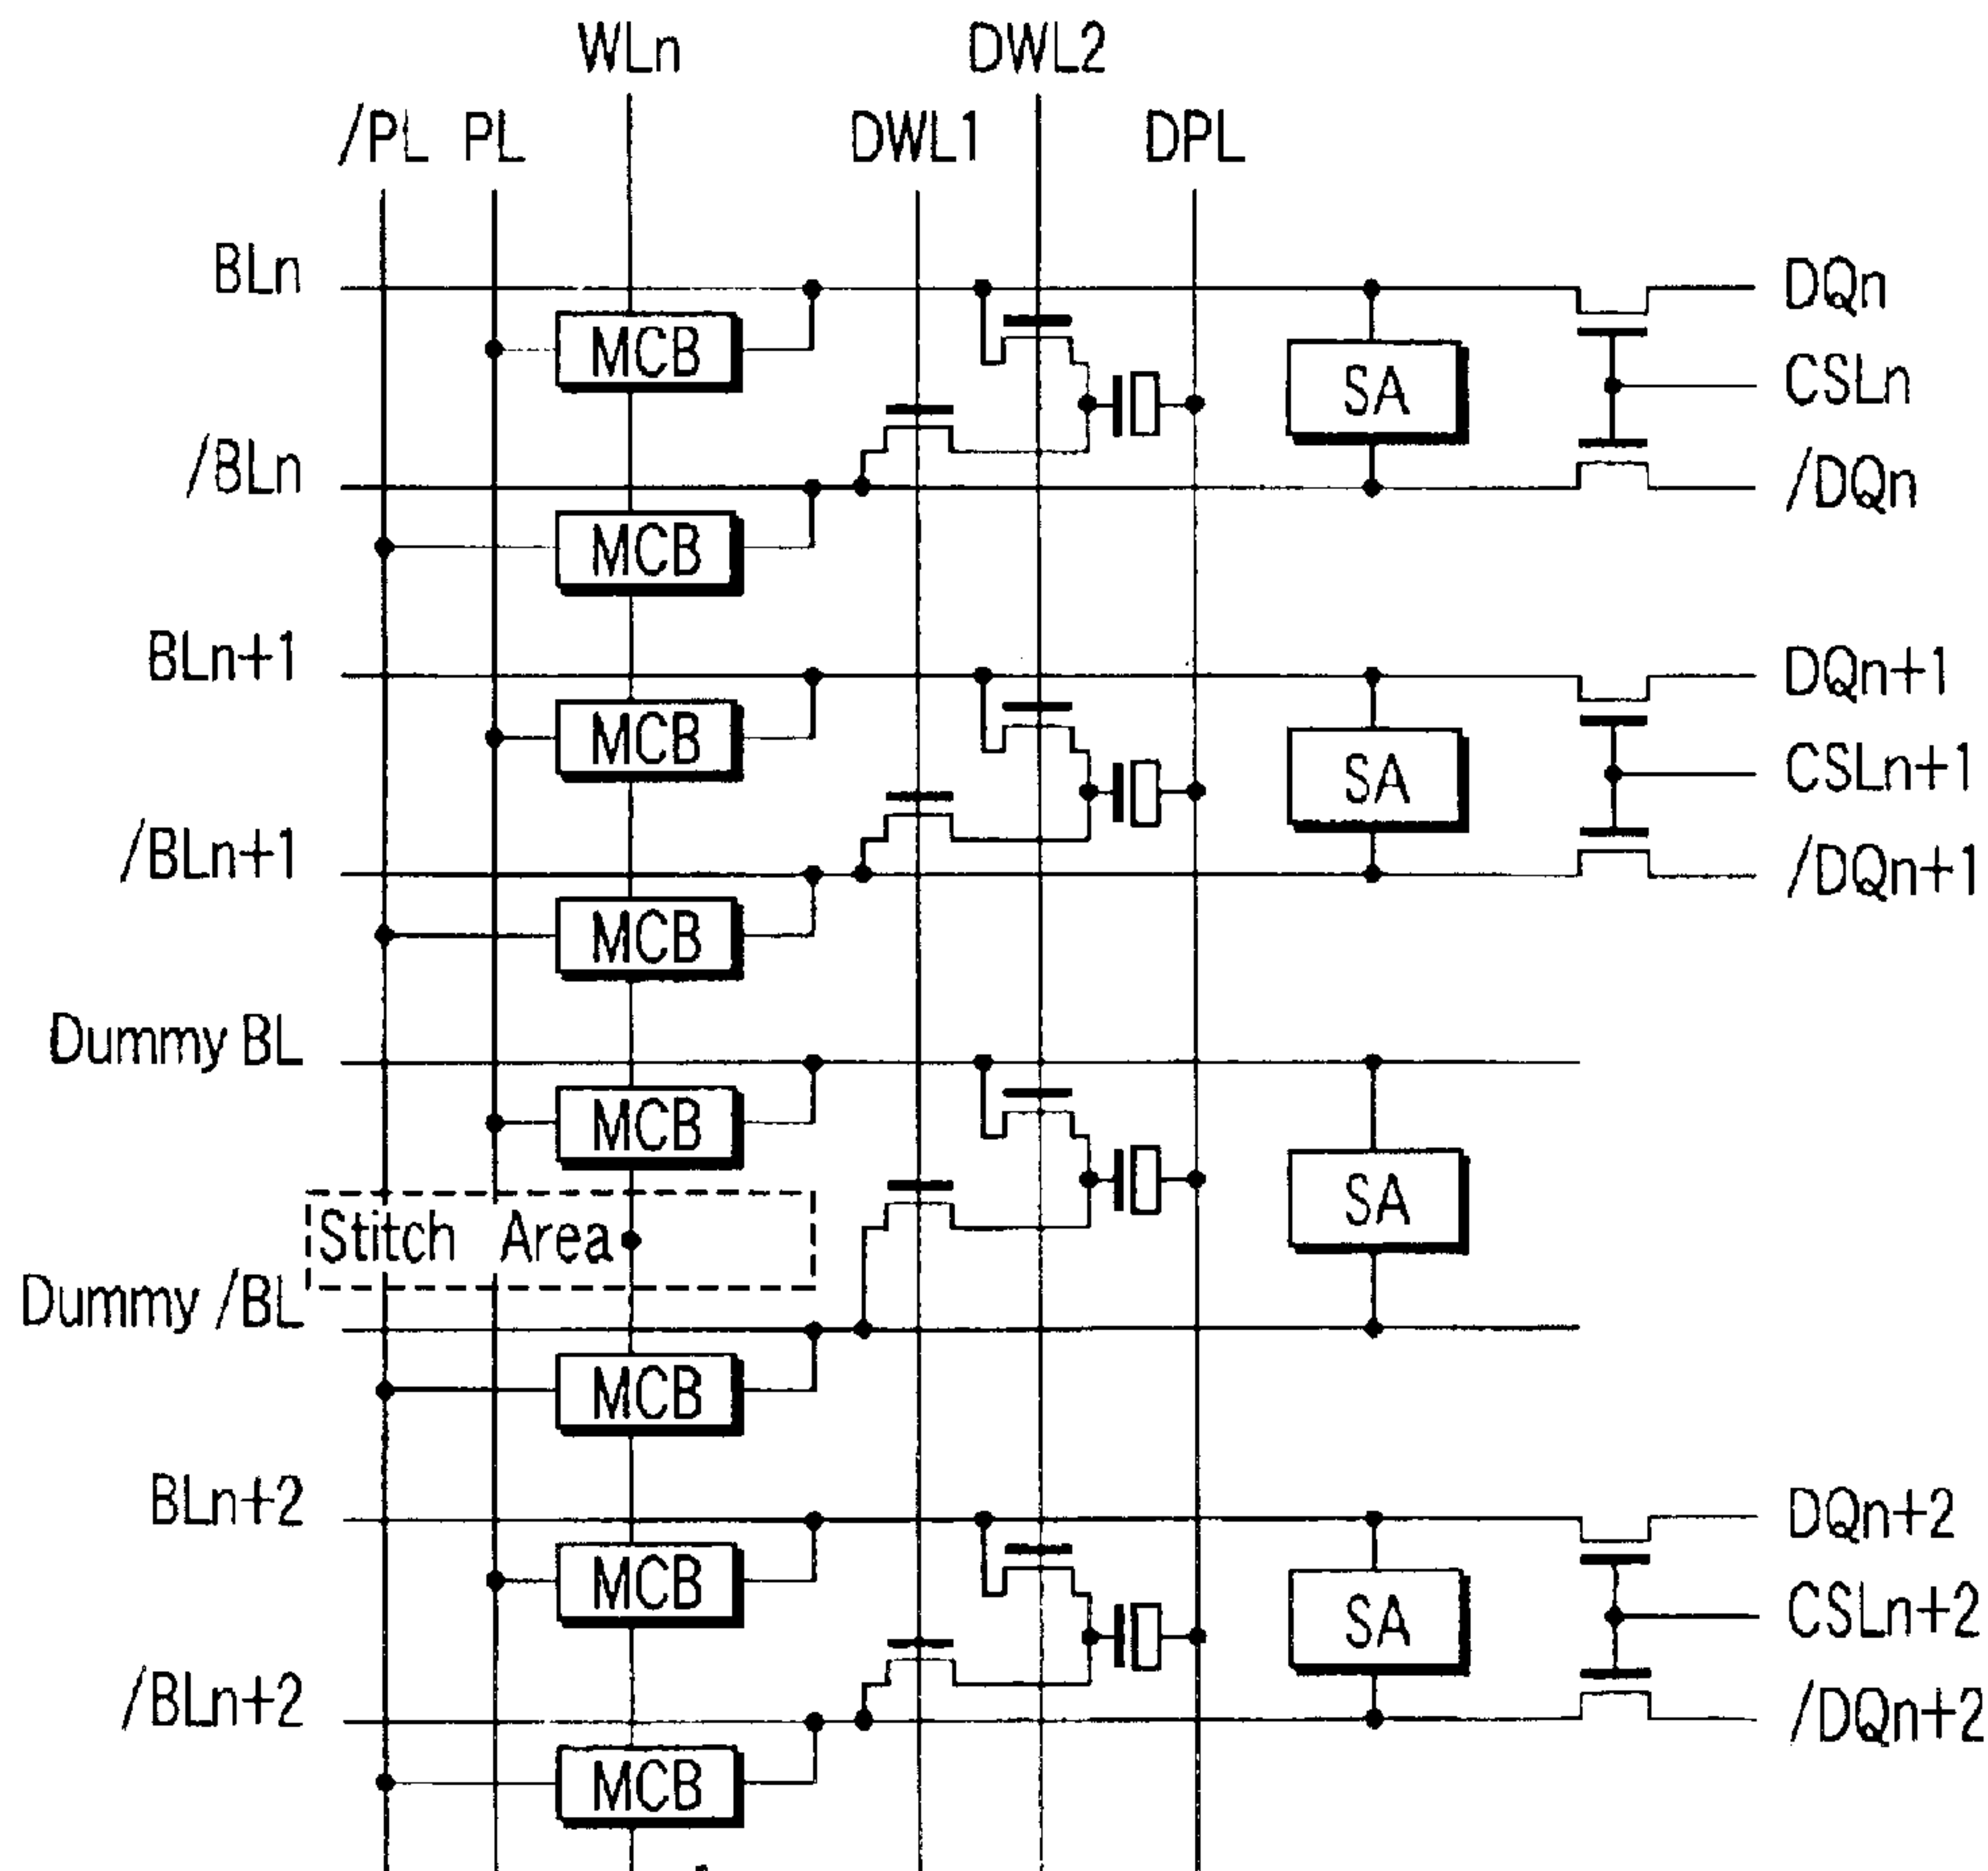 WLn DWL2
/PL PL DWL1 DPL
BLn DQn
MCB SA CSLn
/BLn /DQn
MCB
BLn+1 DQn+1
MCB SA CSLn+1
/BLn+1 /DQn+1
MCB
Dummy BL
MCB
SA
Stitch Area
Dummy /BL
MCB
BLn+2 DQn+2
MCB SA CSLn+2
/BLn+2 /DQn+2
MCB